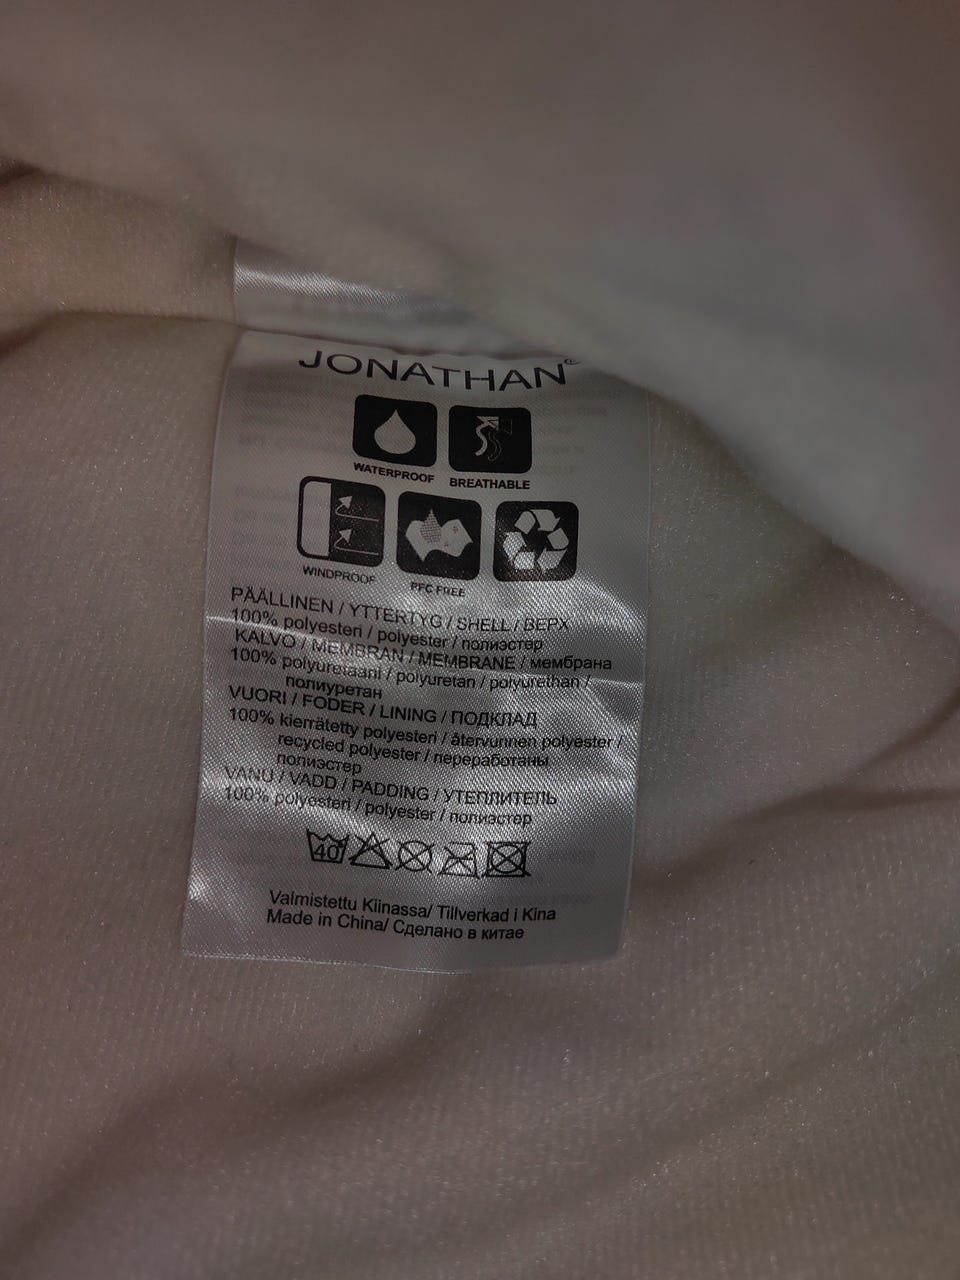 JONATHAN®
WATERPROOF
BREATHABLE
WINDPROOF
PFC FREE
PÄÄLLINEN / YTTERTYG / SHELL / ВЕРХ
100% polyesteri / polyester / полиэстер
KALVO / MEMBRAN / MEMBRANE / мембрана
100% polyuretaani / polyuretan / polyurethan /
полиуретан
VUORI / FODER / LINING / ПОДКЛАД
100% kierrätetty polyesteri / återvunnen polyester /
recycled polyester / переработаны
полиэстер
VANU / VADD / PADDING / УТЕПЛИТЕЛЬ
100% polyesteri / polyester / полиэстер
40
Valmistettu Kiinassa/ Tillverkad i Kina
Made in China/ Сделано в китае